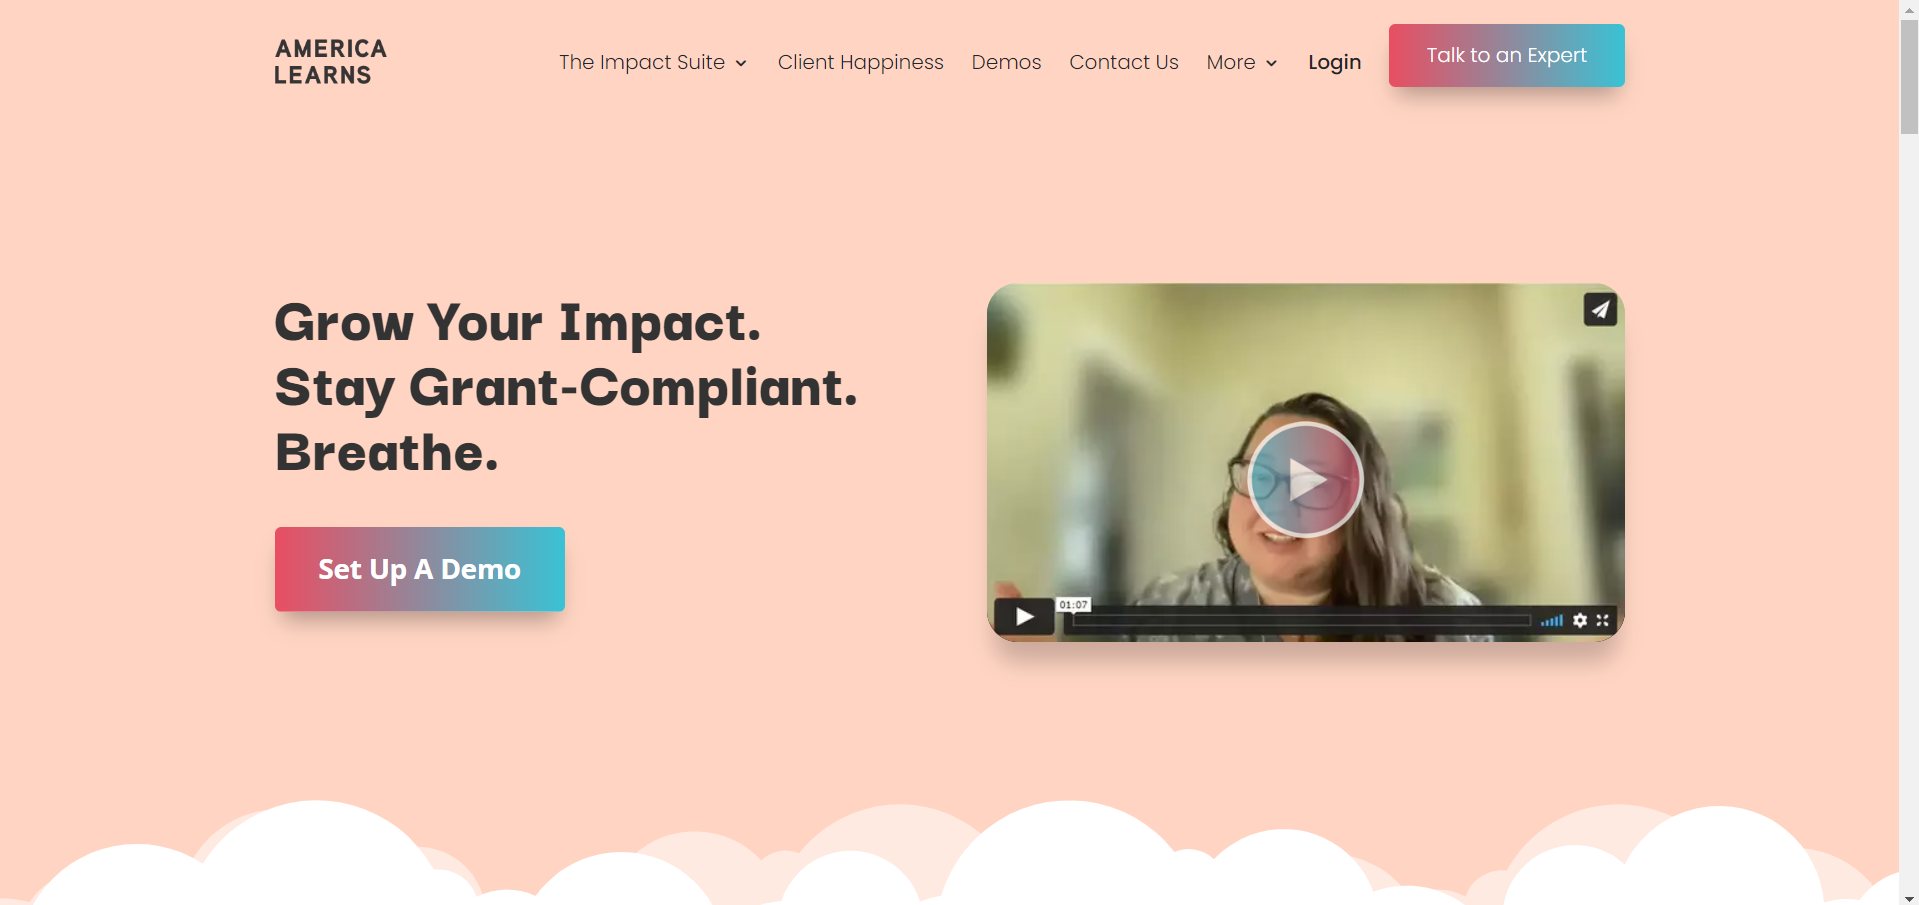 AMERICA
LEARNS
The Impact Suite
Client Happiness
Demos
Contact Us
More
Login
Talk to an Expert
Grow Your Impact.
Stay Grant-Compliant.
Breathe.
Set Up A Demo
01:07